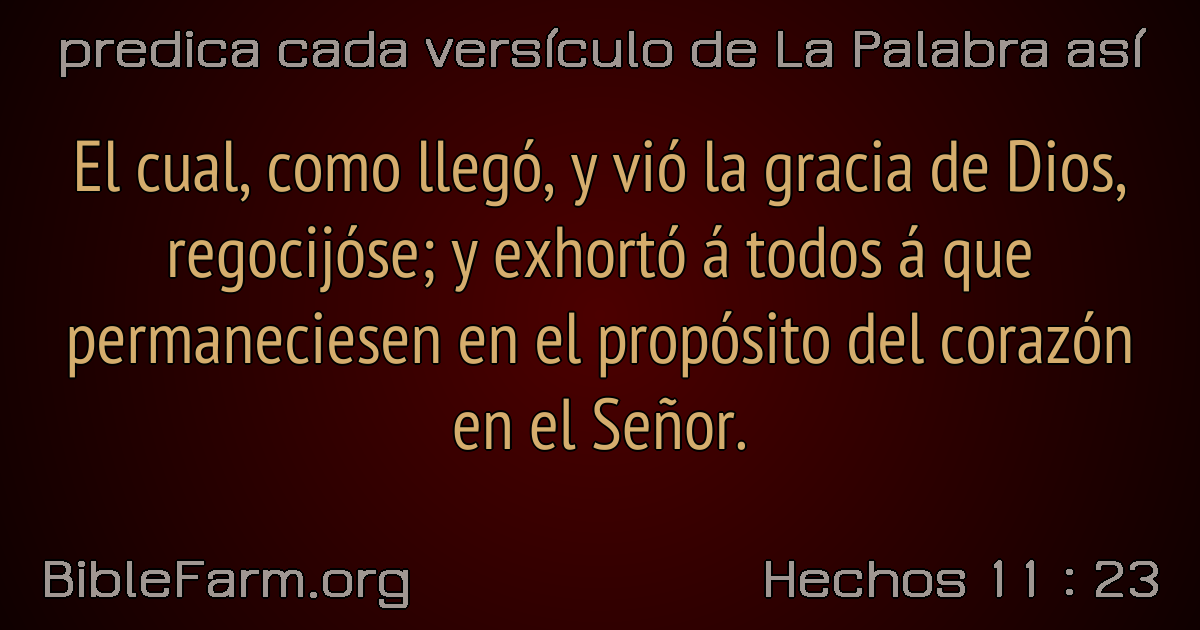 predica cada versículo de La Palabra así
El cual, como llegó, y vió la gracia de Dios,
regocijóse; y exhortó á todos á que
permaneciesen en el propósito del corazón
en el Señor.
BibleFarm.org
Hechos 11 : 23